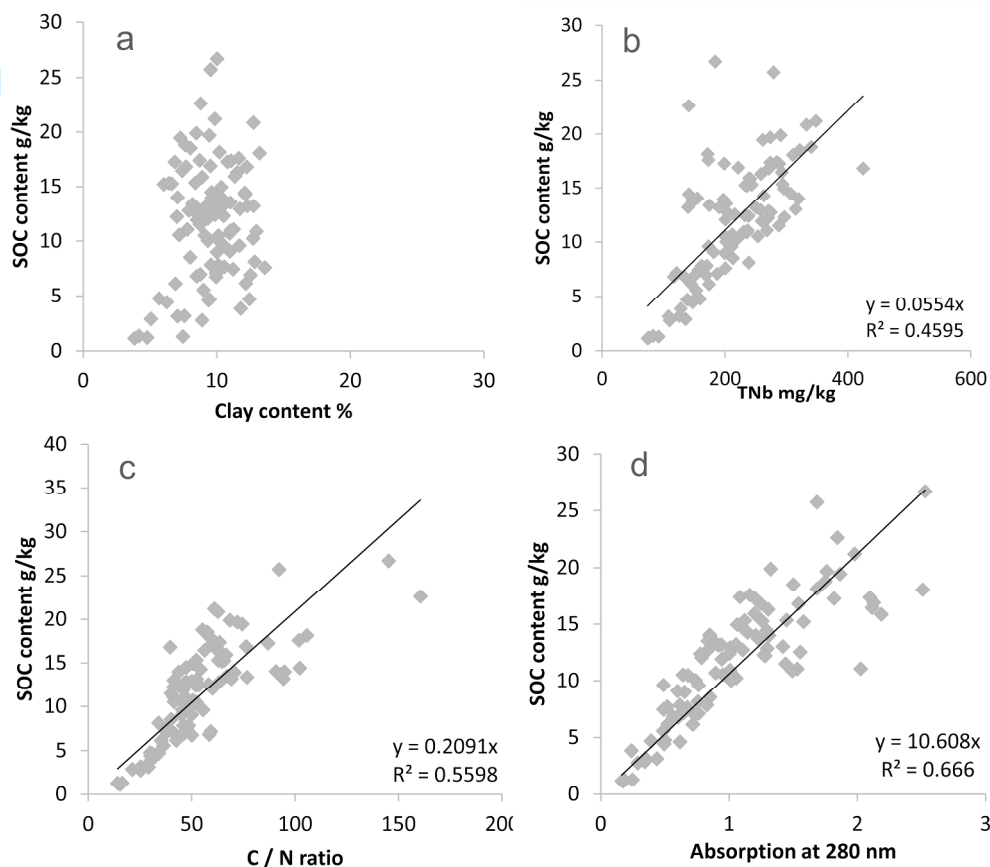 a
30
25
20
15
10
5
0
SOC content g/kg
0 10 20 30
Clay content %
b
30
25
20
15
10
5
0
SOC content g/kg
y = 0.0554x
R² = 0.4595
0 200 400 600
TNb mg/kg
c
40
35
30
25
20
15
10
5
0
SOC content g/kg
y = 0.2091x
R² = 0.5598
0 50 100 150 200
C / N ratio
d
30
25
20
15
10
5
0
SOC content g/kg
y = 10.608x
R² = 0.666
0 1 2 3
Absorption at 280 nm